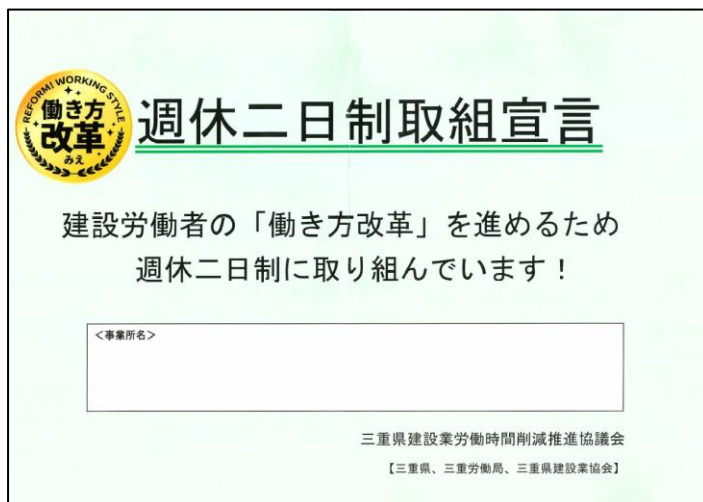 REFORM! WORKING STYLE
働き方
改革
みえ
週休二日制取組宣言
建設労働者の「働き方改革」を進めるため
週休二日制に取り組んでいます！
＜事業所名＞
三重県建設業労働時間削減推進協議会
【三重県、三重労働局、三重県建設業協会】